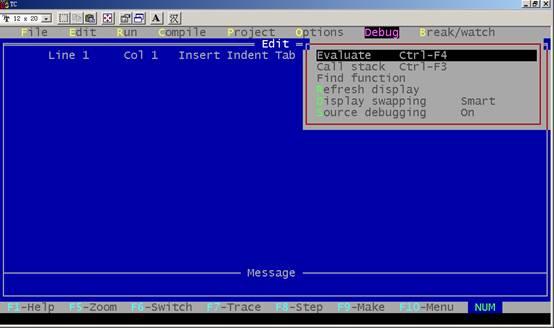 TC
12 x 20
File Edit Run Compile Project Options Debug Break/watch
Edit
Line 1 Col 1 Insert Indent Tab
Evaluate Ctrl-F4
Call stack Ctrl-F3
Find function
Refresh display
Display swapping Smart
Source debugging On
Message
F1-Help F5-Zoom F6-Switch F7-Trace F8-Step F9-Make F10-Menu NUM